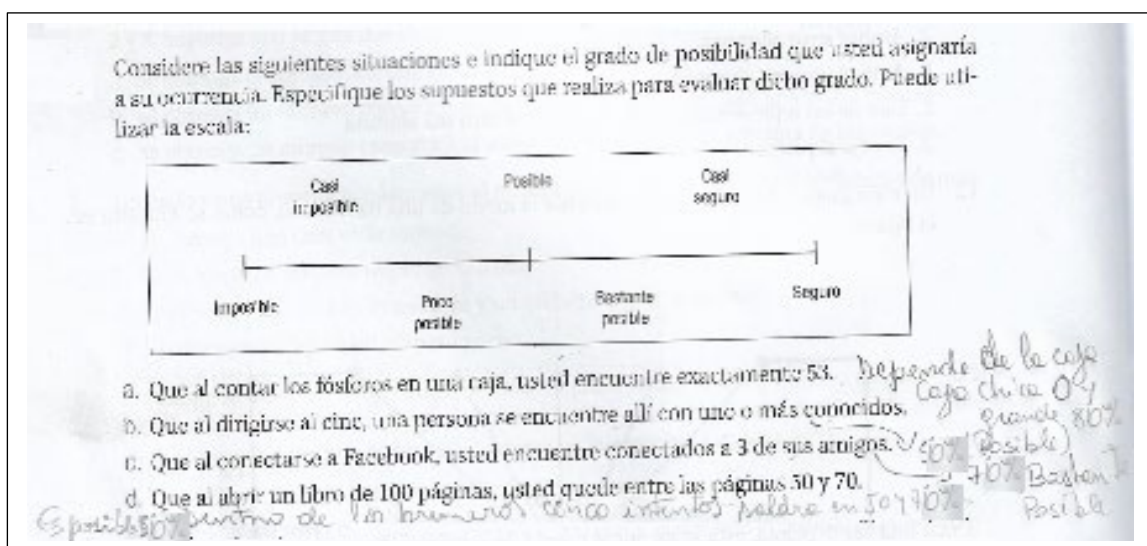 Considere las siguientes situaciones e indique el grado de posibilidad que usted asignaría
a su ocurrencia. Especifique los supuestos que realiza para evaluar dicho grado. Puede uti-
lizar la escala:
Casi imposible
Posible
Casi seguro
Imposible
Poco posible
Bastante posible
Seguro
a. Que al contar los fósforos en una caja, usted encuentre exactamente 53. Depende de la caja
Caja chica 0 y
grande 80%
b. Que al dirigirse al cine, una persona se encuentre allí con uno o más conocidos.
50% (Posible)
c. Que al conectarse a Facebook, usted encuentre conectados a 3 de sus amigos.
70% Bastante
Posible
d. Que al abrir un libro de 100 páginas, usted quede entre las páginas 50 y 70.
Es posible 50% dentro de los primeros cinco intentos saldra en 50 y 70%